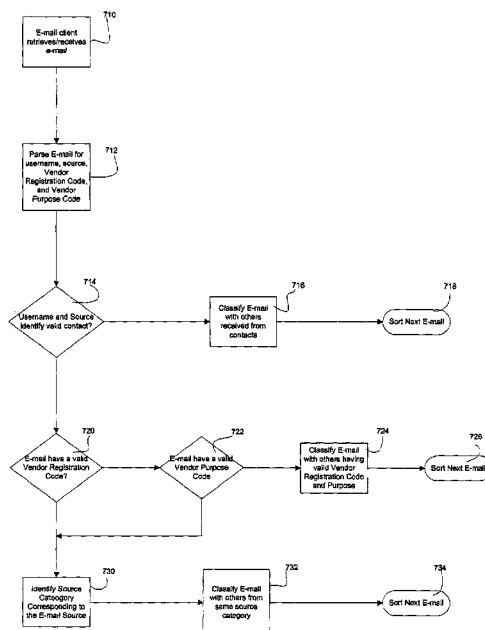 710
E-mail client
retrieves/receives
e-mail
Parse E-mail for
username, source,
Vendor
Registration Code,
and Vendor
Purpose Code
712
714
Username and Source
Identify valid contact?
716
Classify E-mail
with others
received from
contacts
718
Sort Next E-mail
720
E-mail have a valid
Vendor Registration
Code?
722
E-mail have a valid
Vendor Purpose
Code
724
Classify E-mail
with others having
valid Vendor
Registration Code
and Purpose
726
Sort Next E-mail
Identify Source
Cateogory
Corresponding to
the E-mail Source
730
732
Classify E-mail
with others from
same source
category
734
Sort Next E-mail